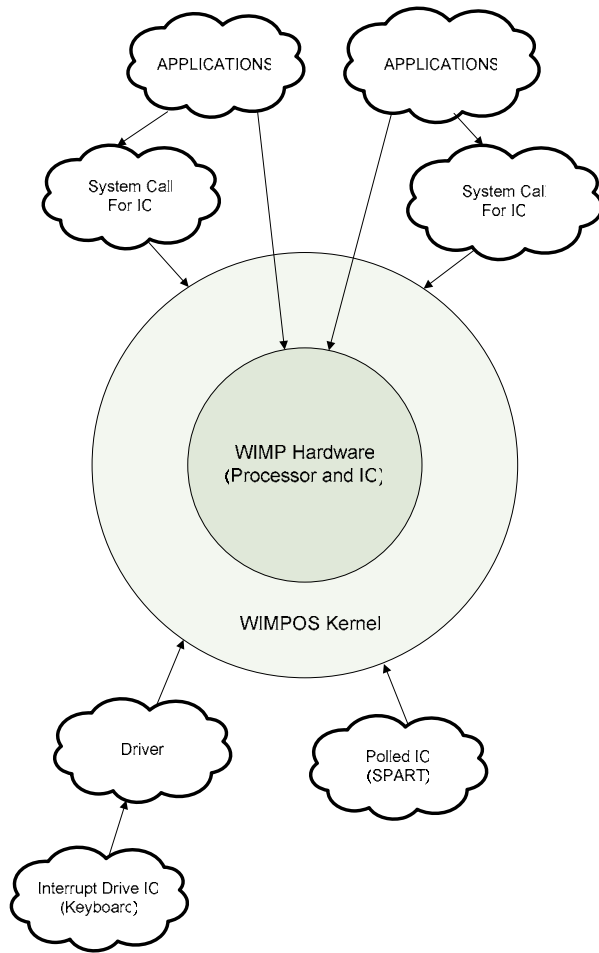 APPLICATIONS
APPLICATIONS
System Call
For IC
System Cal
For IC
WIMP Hardware
(Processor and IC)
WIMPOS Kernel
Driver
Polled IC
(SPART)
Interrupt Drive IC
(Keyboarc)